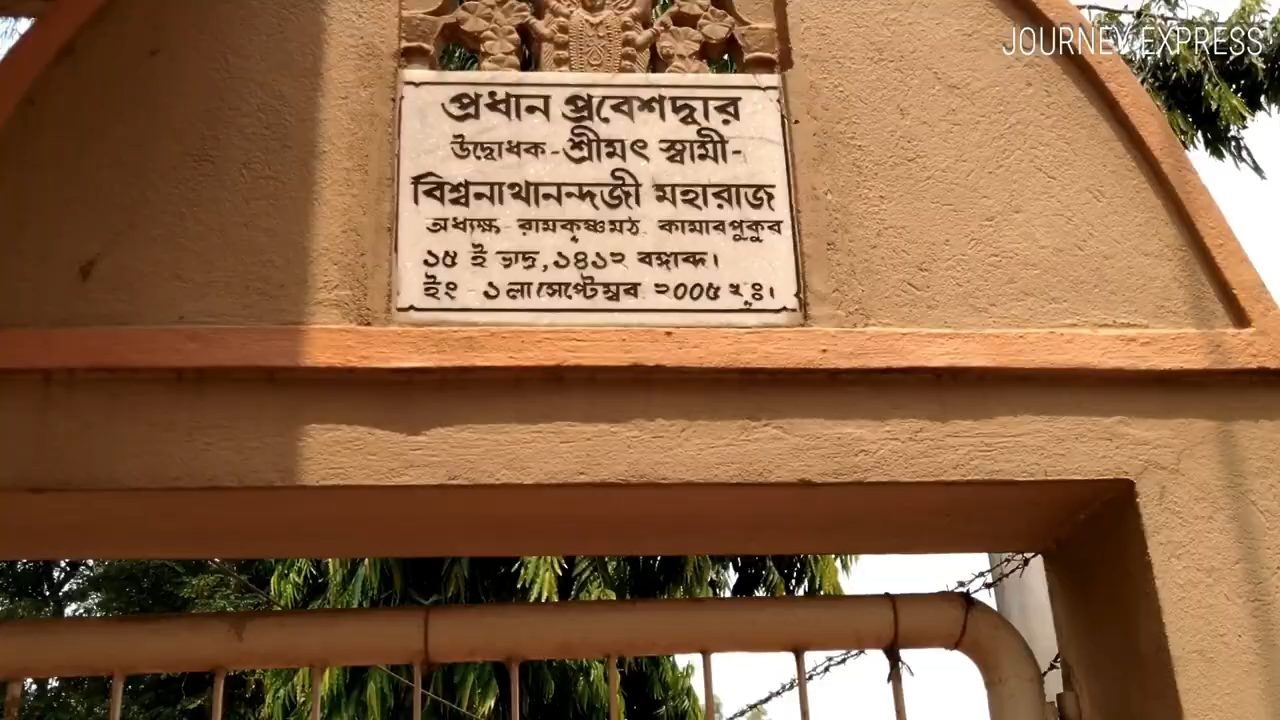 JOURNEY EXPRESS
প্রধান প্রবেশদ্বার
উদ্বোধক-শ্রীমৎ স্বামী-
বিশ্বনাথানন্দজী মহারাজ
অধ্যক্ষ রামকৃষ্ণমঠ কামারপুকুর
১৫ ই ভাদ্র, ১৪১২ বঙ্গাব্দ।
ইং ১লা সেপ্টেম্বর ২০০৫ খৃঃ।